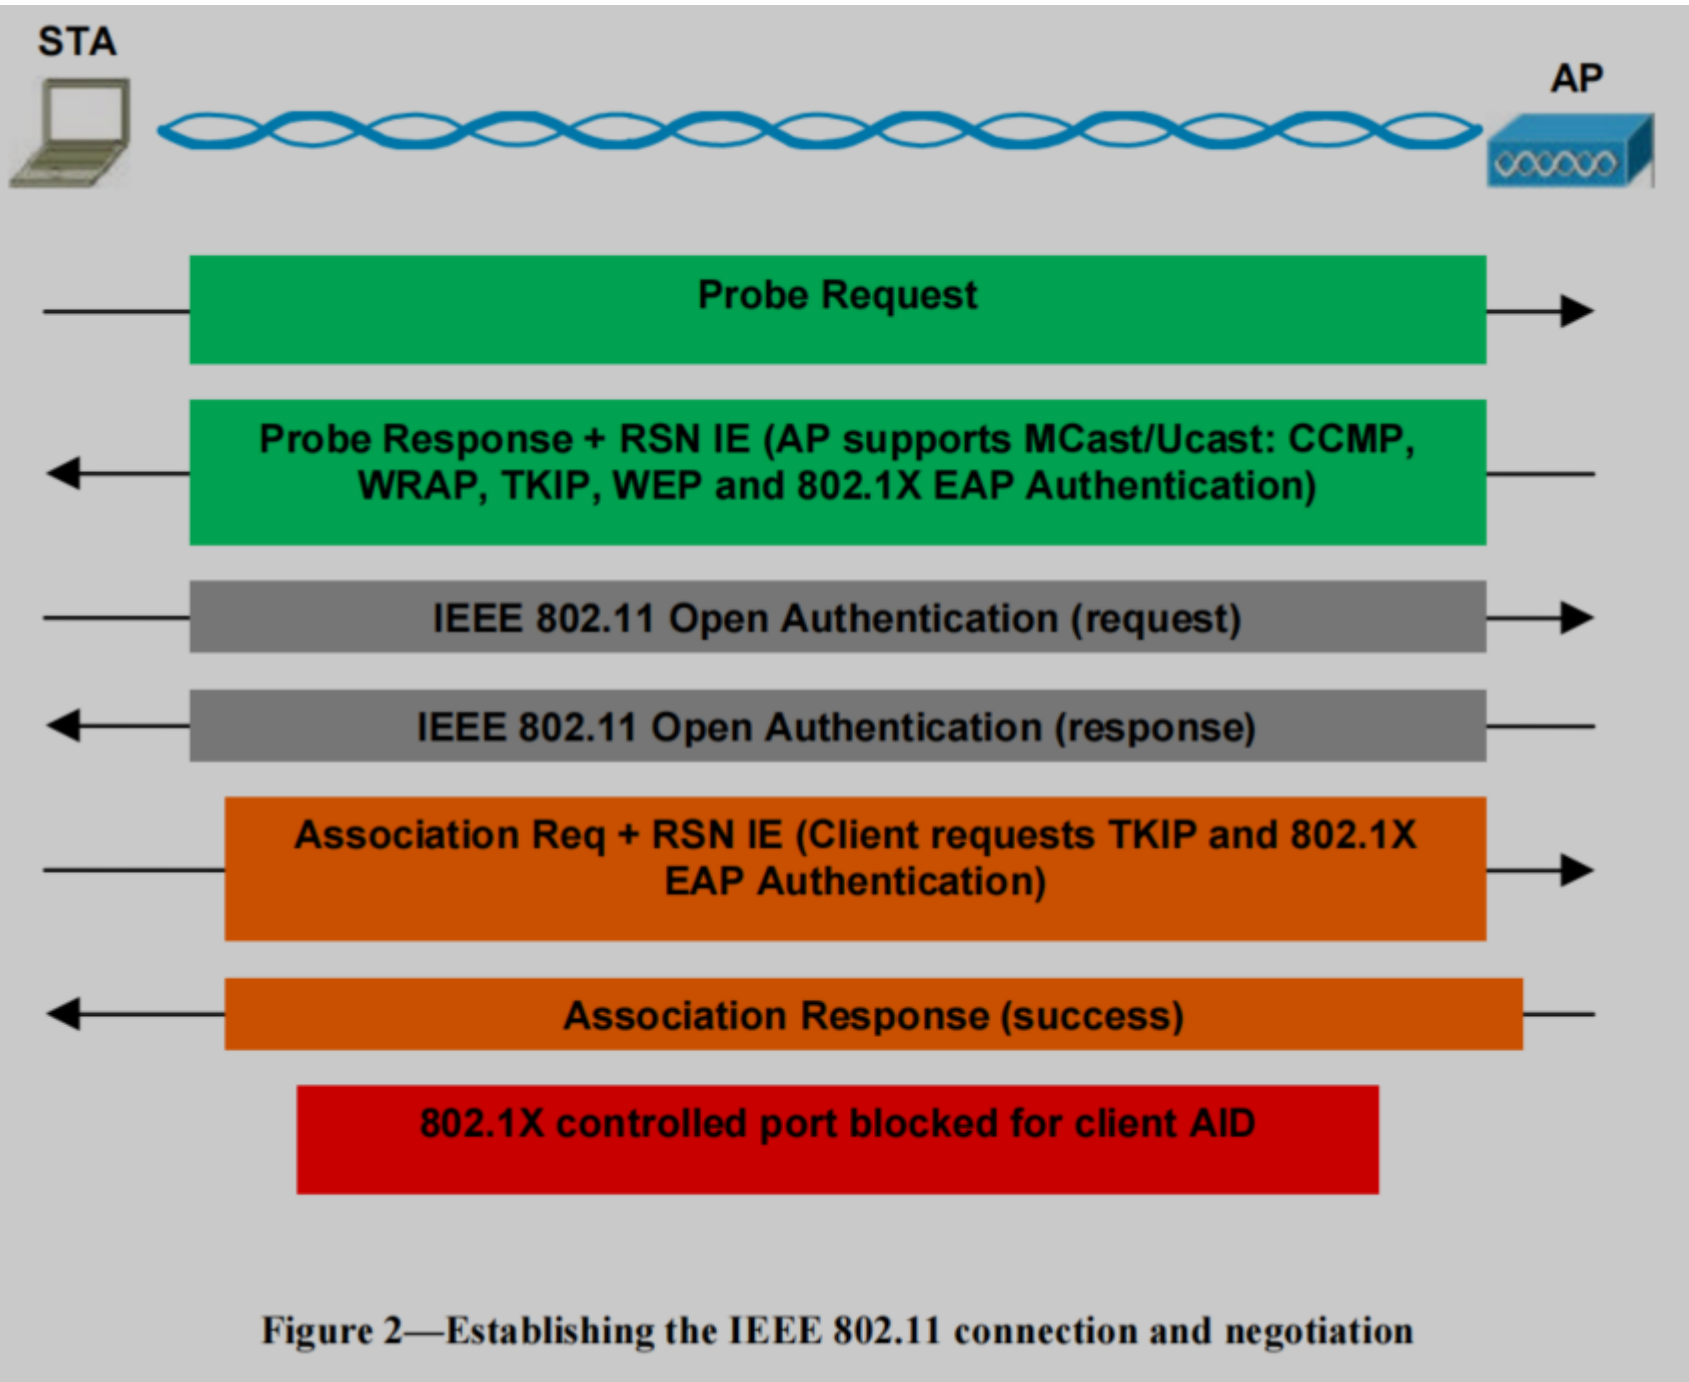 STA
AP
Probe Request
Probe Response + RSN IE (AP supports MCast/Ucast: CCMP,
WRAP, TKIP, WEP and 802.1X EAP Authentication)
IEEE 802.11 Open Authentication (request)
IEEE 802.11 Open Authentication (response)
Association Req + RSN IE (Client requests TKIP and 802.1X
EAP Authentication)
Association Response (success)
802.1X controlled port blocked for client AID
Figure 2—Establishing the IEEE 802.11 connection and negotiation